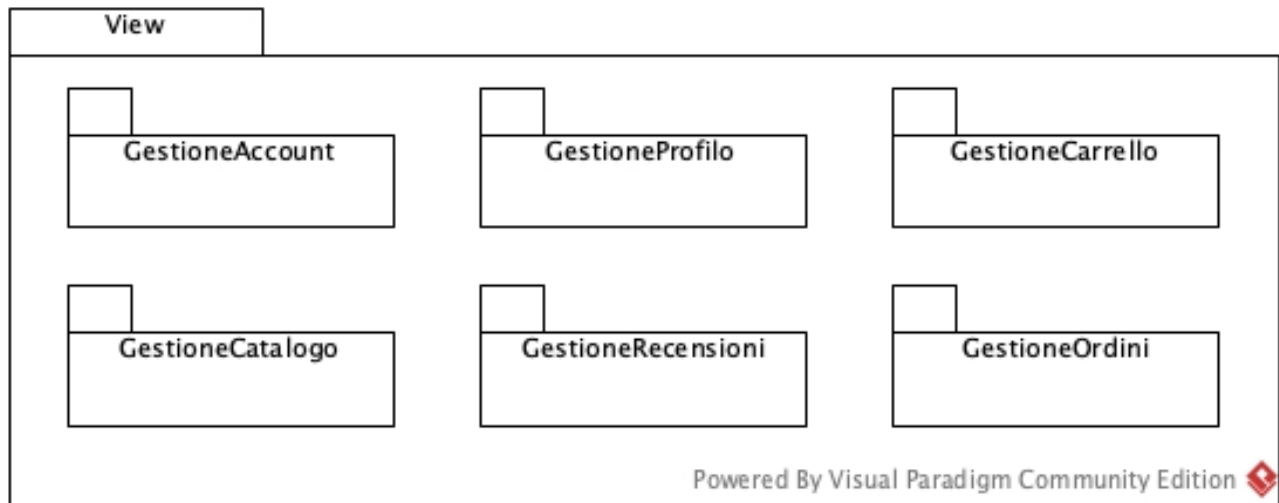 View
GestioneAccount
GestioneProfilo
GestioneCarrello
GestioneCatalogo
GestioneRecensioni
GestioneOrdini
Powered By Visual Paradigm Community Edition